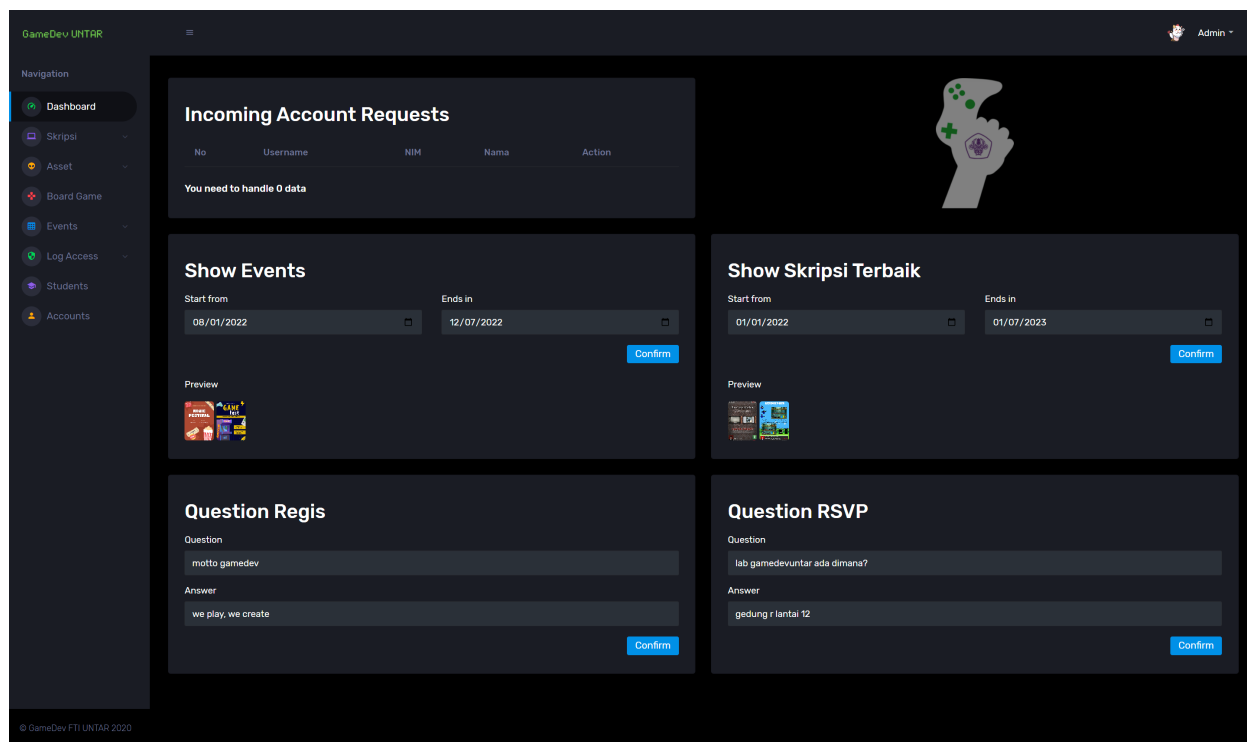 GameDev UNTAR
Admin
Navigation
Dashboard
Skripsi
Asset
Board Game
Events
Log Access
Students
Accounts
Incoming Account Requests
No Username NIM Nama Action
You need to handle 0 data
Show Events
Start from Ends in
08/01/2022 12/07/2022
Confirm
Preview
Show Skripsi Terbaik
Start from Ends in
01/01/2022 01/07/2023
Confirm
Preview
Question Regis
Question
motto gamedev
Answer
we play, we create
Confirm
Question RSVP
Question
lab gamedevuntar ada dimana?
Answer
gedung r lantai 12
Confirm
© GameDev FTI UNTAR 2020